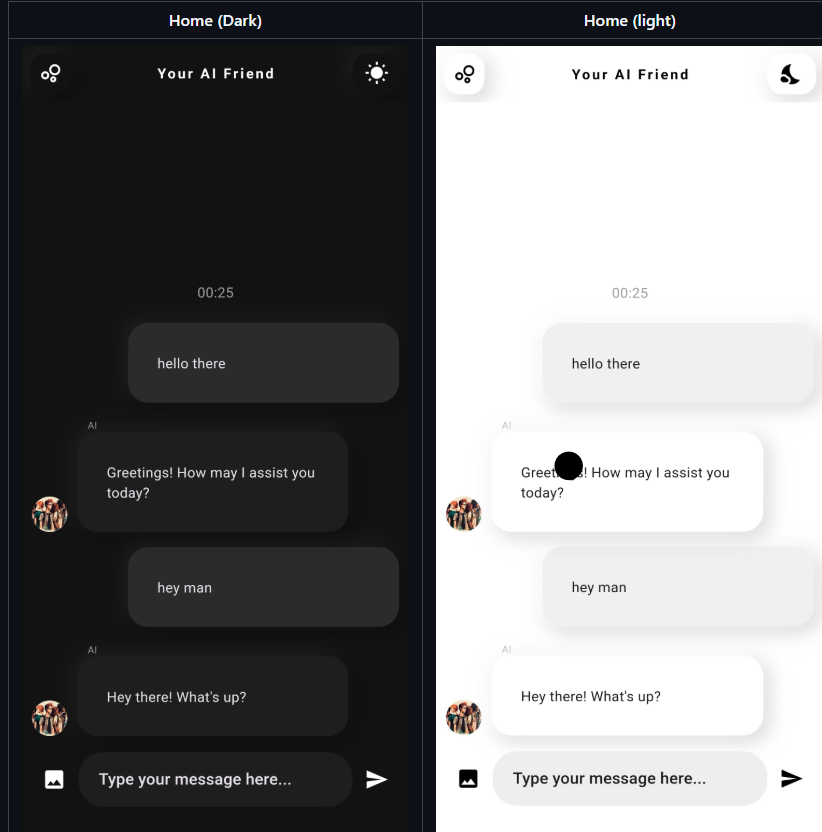 Home (Dark)
Home (light)
Your AI Friend
00:25
hello there
AI
Greetings! How may I assist you
today?
hey man
AI
Hey there! What's up?
Type your message here...
Your AI Friend
00:25
hello there
AI
Greet s! How may I assist you
today?
hey man
AI
Hey there! What's up?
Type your message here...